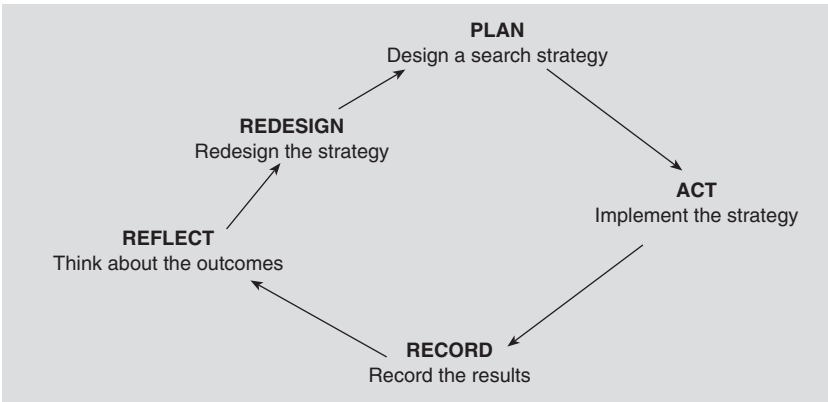 PLAN
Design a search strategy
REDESIGN
Redesign the strategy
ACT
Implement the strategy
REFLECT
Think about the outcomes
RECORD
Record the results